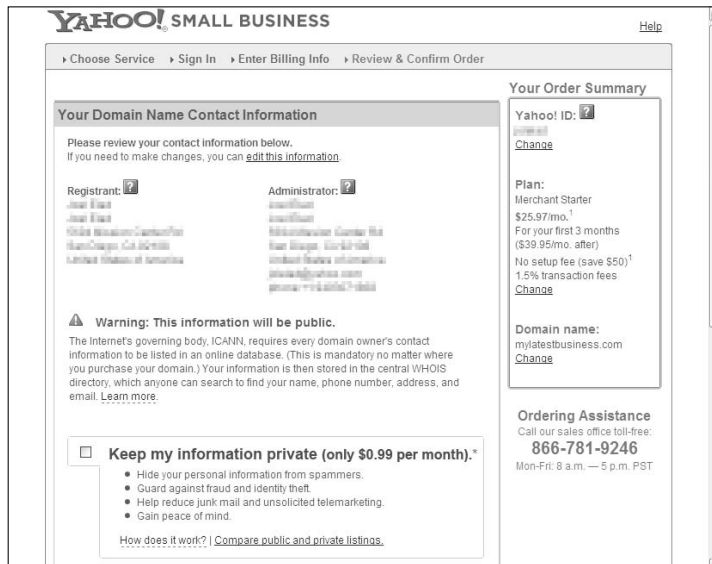 YAHOO! SMALL BUSINESS
Help
Choose Service Sign In Enter Billing Info Review & Confirm Order
Your Domain Name Contact Information
Please review your contact information below.
If you need to make changes, you can edit this information.
Registrant: ?
Administrator: ?
Warning: This information will be public.
The Internet's governing body, ICANN, requires every domain owner's contact
information to be listed in an online database. (This is mandatory no matter where
you purchase your domain.) Your information is then stored in the central WHOIS
directory, which anyone can search to find your name, phone number, address, and
email. Learn more.
Keep my information private (only $0.99 per month).*
Hide your personal information from spammers.
Guard against fraud and identity theft.
Help reduce junk mail and unsolicited telemarketing.
Gain peace of mind.
How does it work? | Compare public and private listings.
Your Order Summary
Yahoo! ID: ?
Change
Plan:
Merchant Starter
$25.97/mo.1
For your first 3 months
($39.95/mo. after)
No setup fee (save $50)1
1.5% transaction fees
Change
Domain name:
mylatestbusiness.com
Change
Ordering Assistance
Call our sales office toll-free:
866-781-9246
Mon-Fri: 8 a.m. — 5 p.m. PST